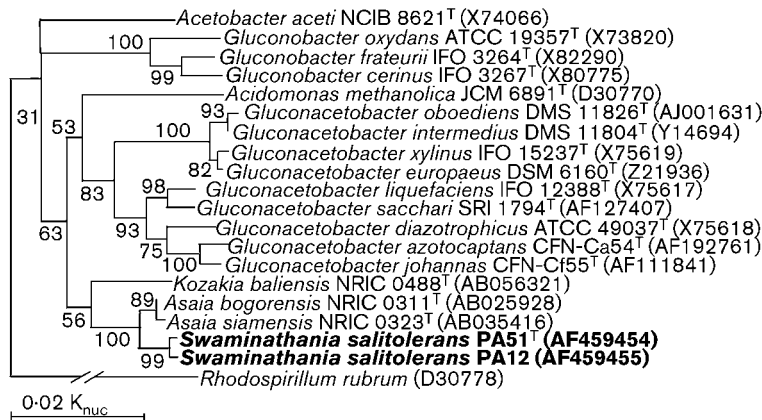 Acetobacter aceti NCIB 8621ᵀ (X74066)
100 Gluconobacter oxydans ATCC 19357ᵀ (X73820)
Gluconobacter frateurii IFO 3264ᵀ (X82290)
99 Gluconobacter cerinus IFO 3267ᵀ (X80775)
Acidomonas methanolica JCM 6891ᵀ (D30770)
31 93 Gluconacetobacter oboediens DMS 11826ᵀ (AJ001631)
53 100 Gluconacetobacter intermedius DMS 11804ᵀ (Y14694)
Gluconacetobacter xylinus IFO 15237ᵀ (X75619)
82 Gluconacetobacter europaeus DSM 6160ᵀ (Z21936)
83 98 Gluconacetobacter liquefaciens IFO 12388ᵀ (X75617)
Gluconacetobacter sacchari SRI 1794ᵀ (AF127407)
63 93 Gluconacetobacter diazotrophicus ATCC 49037ᵀ (X75618)
75 Gluconacetobacter azotocaptans CFN-Ca54ᵀ (AF192761)
100 Gluconacetobacter johannas CFN-Cf55ᵀ (AF111841)
Kozakia baliensis NRIC 0488ᵀ (AB056321)
89 Asaia bogorensis NRIC 0311ᵀ (AB025928)
56 Asaia siamensis NRIC 0323ᵀ (AB035416)
100 Swaminathania salitolerans PA51ᵀ (AF459454)
99 Swaminathania salitolerans PA12 (AF459455)
Rhodospirillum rubrum (D30778)
0·02 Knuc